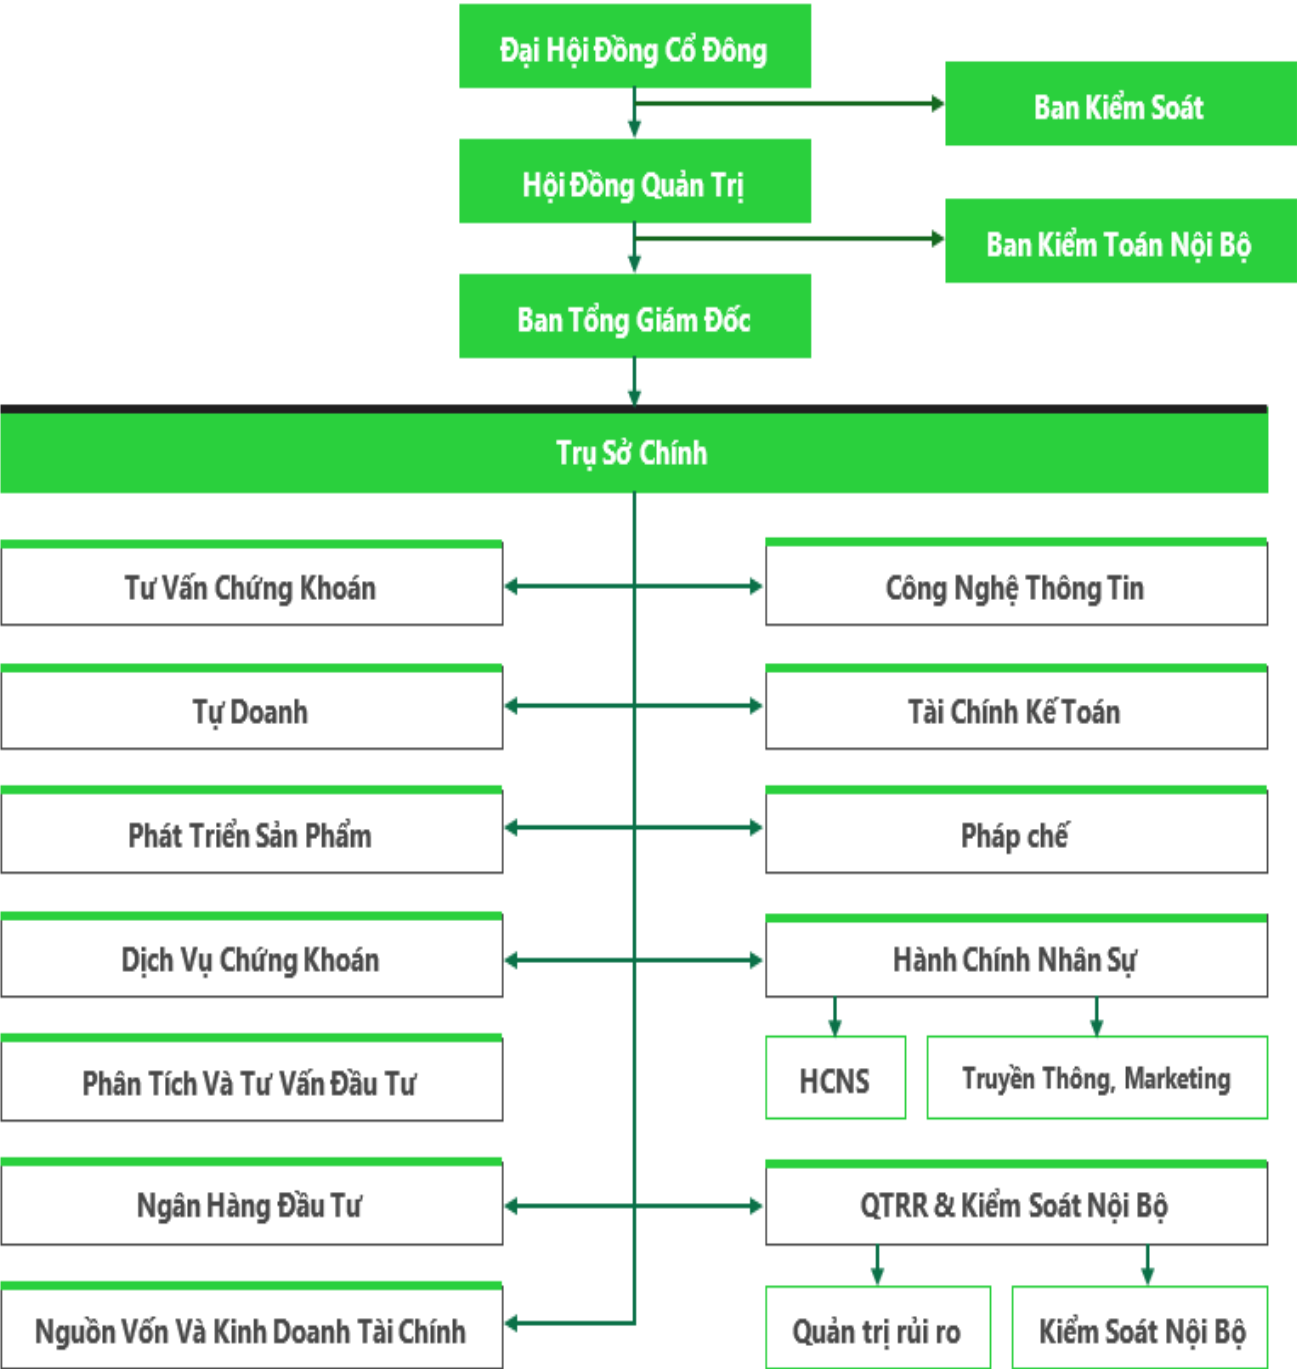 Đại Hội Đồng Cổ Đông
Ban Kiểm Soát
Hội Đồng Quản Trị
Ban Kiểm Toán Nội Bộ
Ban Tổng Giám Đốc
Trụ Sở Chính
Tư Vấn Chứng Khoán
Công Nghệ Thông Tin
Tự Doanh
Tài Chính Kế Toán
Phát Triển Sản Phẩm
Pháp chế
Dịch Vụ Chứng Khoán
Hành Chính Nhân Sự
Phân Tích Và Tư Vấn Đầu Tư
HCNS
Truyền Thông, Marketing
Ngân Hàng Đầu Tư
QTRR & Kiểm Soát Nội Bộ
Nguồn Vốn Và Kinh Doanh Tài Chính
Quản trị rủi ro
Kiểm Soát Nội Bộ